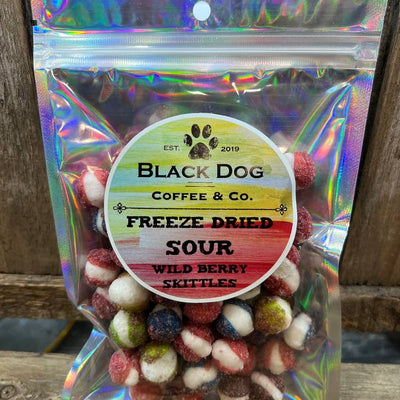 EST. 2019
BLACK DOG
COFFEE & CO.
FREEZE DRIED
SOUR
WILD BERRY
SKITTLES